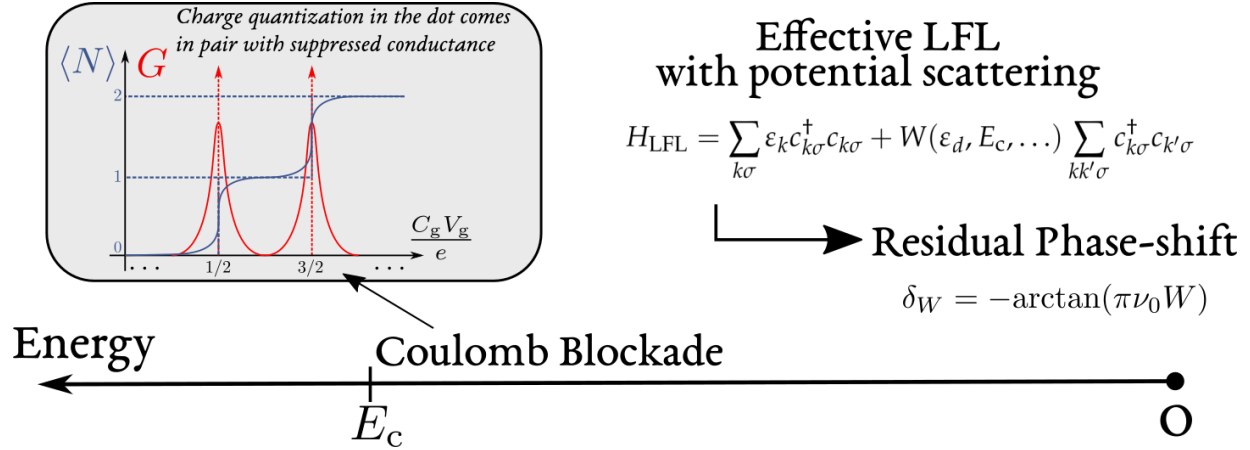 Charge quantization in the dot comes
in pair with suppressed conductance
⟨N⟩ G
2
1
0
C_g V_g / e
· · · 1/2 3/2 · · ·
Effective LFL
with potential scattering
H_LFL = ∑_{kσ} ε_k c†_{kσ} c_{kσ} + W(ε_d, E_c, …) ∑_{kk′σ} c†_{kσ} c_{k′σ}
Residual Phase-shift
δ_W = −arctan(πν_0W)
Energy
Coulomb Blockade
E_c
0